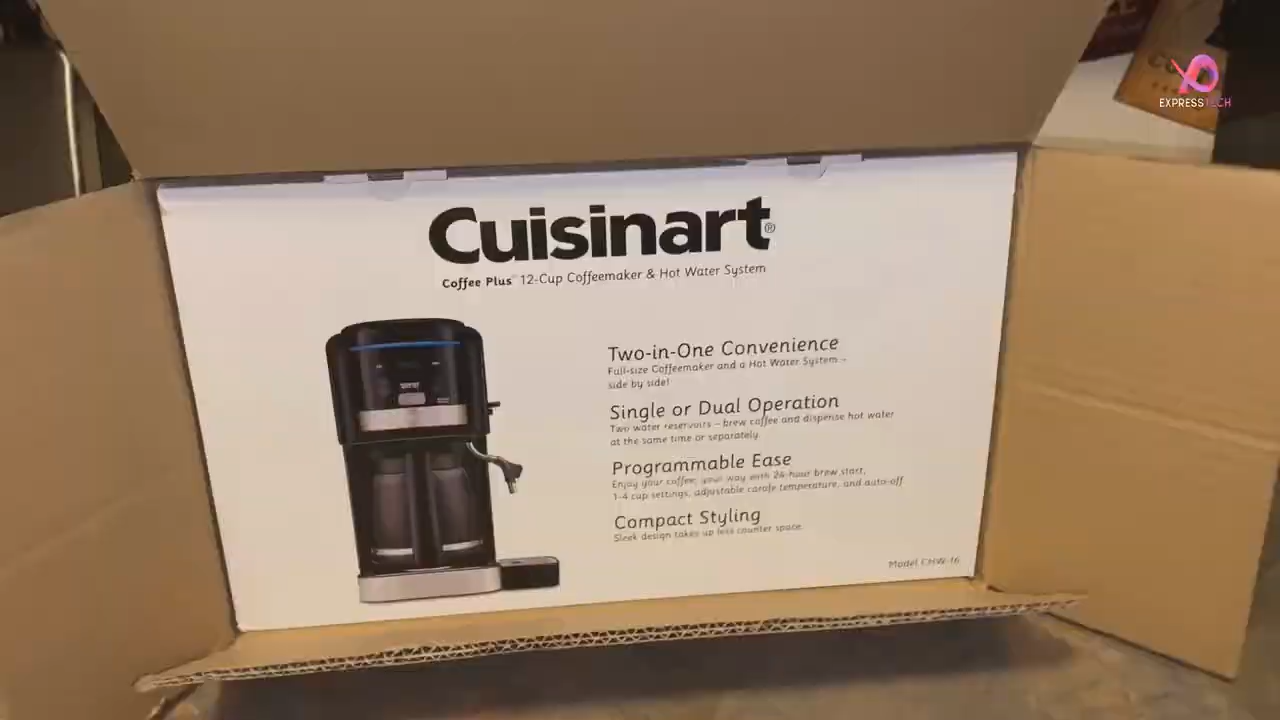 EXPRESSTECH
Cuisinart®
Coffee Plus™ 12-Cup Coffeemaker & Hot Water System
Two-in-One Convenience
Full-size Coffeemaker and a Hot Water System –
side by side!
Single or Dual Operation
Two water reservoirs – brew coffee and dispense hot water
at the same time or separately.
Programmable Ease
Enjoy your coffee, your way with 24-hour brew start,
1-4 cup settings, adjustable carafe temperature, and auto-off
Compact Styling
Sleek design takes up less counter space.
Model CHW-16